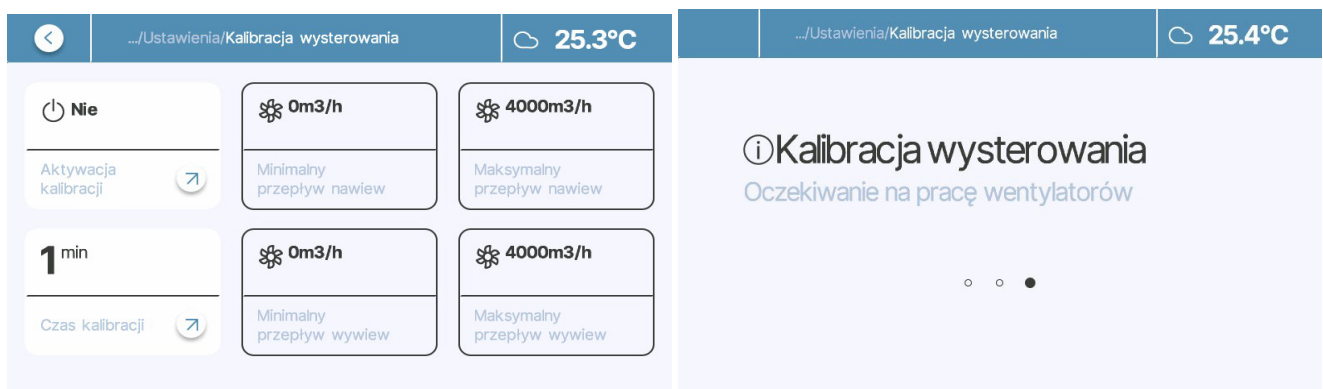 .../Ustawienia/Kalibracja wysterowania
25.3°C
Nie
Aktywacja
kalibracji
0m3/h
Minimalny
przepływ nawiew
4000m3/h
Maksymalny
przepływ nawiew
1 min
Czas kalibracji
0m3/h
Minimalny
przepływ wywiew
4000m3/h
Maksymalny
przepływ wywiew
.../Ustawienia/Kalibracja wysterowania
25.4°C
Kalibracja wysterowania
Oczekiwanie na pracę wentylatorów